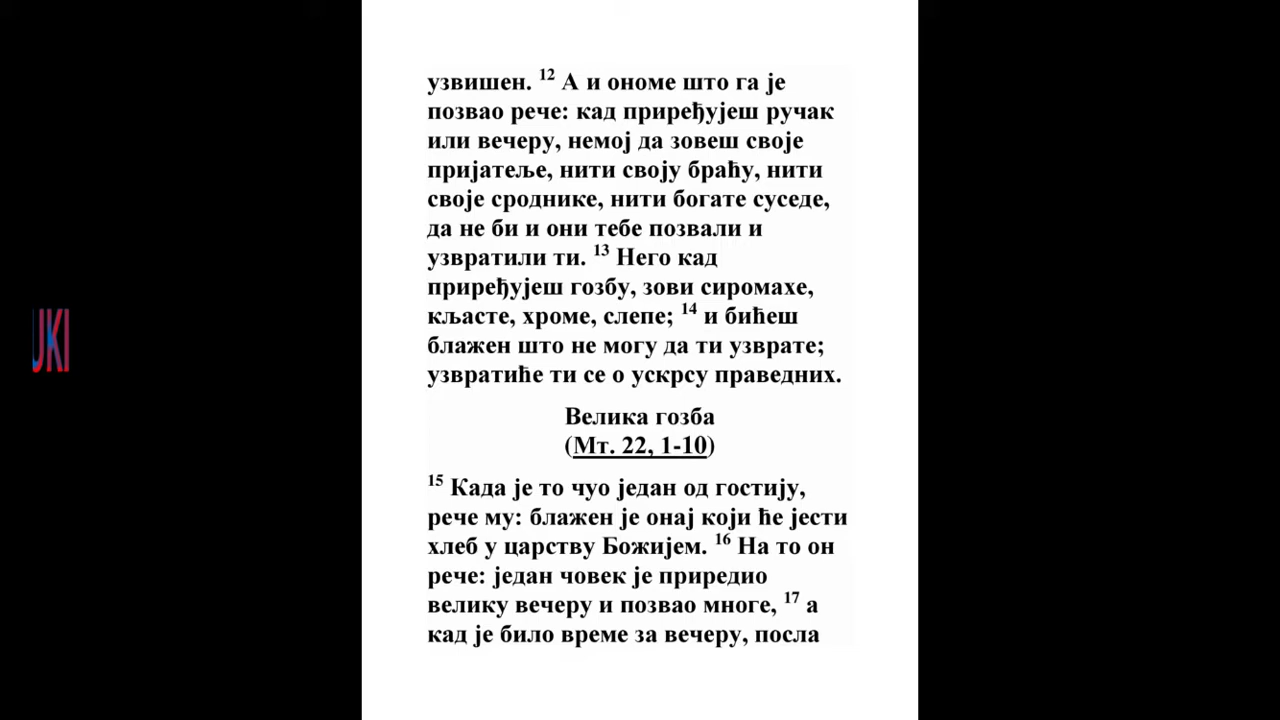 узвишен. 12 А и ономе што га је
позвао рече: кад приређујеш ручак
или вечеру, немој да зовеш своје
пријатеље, нити своју браћу, нити
своје сроднике, нити богате суседе,
да не би и они тебе позвали и
узвратили ти. 13 Него кад
приређујеш гозбу, зови сиромахе,
кљасте, хроме, слепе; 14 и бићеш
блажен што не могу да ти узврате;
узвратиће ти се о ускрсу праведних.
Велика гозба
(Мт. 22, 1-10)
15 Када је то чуо један од гостију,
рече му: блажен је онај који ће јести
хлеб у царству Божијем. 16 На то он
рече: један човек је приредио
велику вечеру и позвао многе, 17 а
кад је било време за вечеру, посла
UKI